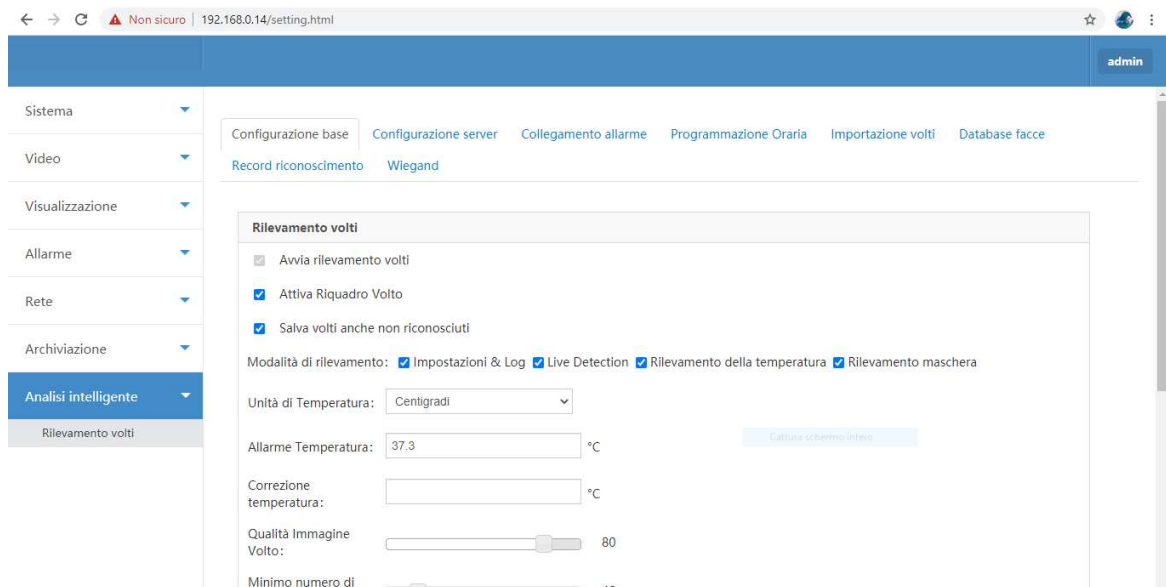 Non sicuro | 192.168.0.14/setting.html
admin
Sistema
Video
Visualizzazione
Allarme
Rete
Archiviazione
Analisi intelligente
Rilevamento volti
Configurazione base Configurazione server Collegamento allarme Programmazione Oraria Importazione volti Database facce
Record riconoscimento Wiegand
Rilevamento volti
Avvia rilevamento volti
Attiva Riquadro Volto
Salva volti anche non riconosciuti
Modalità di rilevamento: Impostazioni & Log Live Detection Rilevamento della temperatura Rilevamento maschera
Unità di Temperatura: Centigradi
Cattura schermo intero
Allarme Temperatura: 37.3 °C
Correzione
temperatura: °C
Qualità Immagine
Volto: 80
Minimo numero di